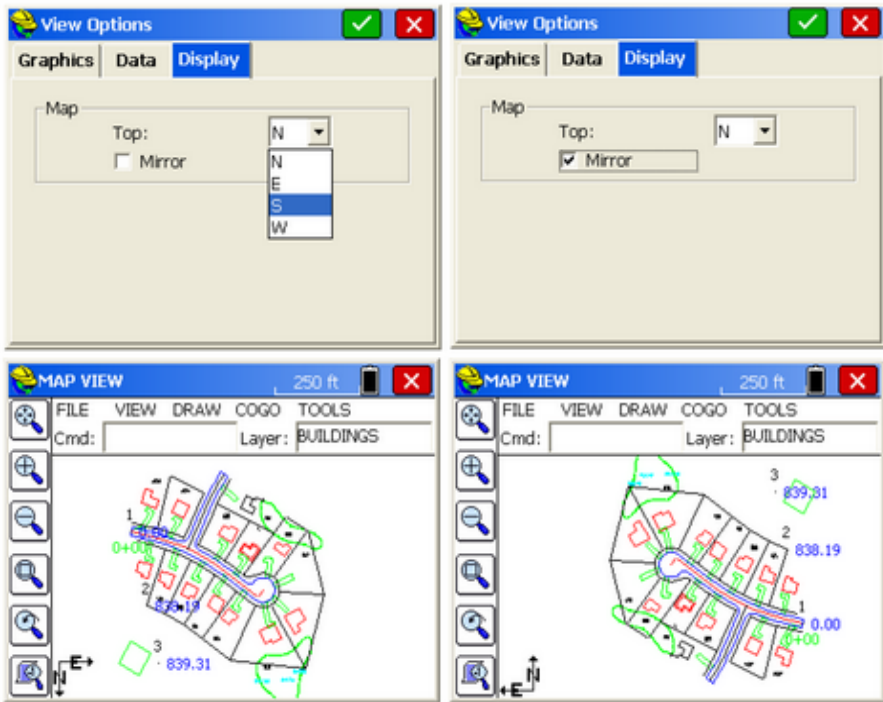 View Options
Graphics Data Display
Map
Top: N
Mirror
N
E
S
W
View Options
Graphics Data Display
Map
Top: N
Mirror
MAP VIEW 250 ft
FILE VIEW DRAW COGO TOOLS
Cmd: Layer: BUILDINGS
1
0.00
0+00
2
838.19
3
839.31
E
N
MAP VIEW 250 ft
FILE VIEW DRAW COGO TOOLS
Cmd: Layer: BUILDINGS
3
839.31
2
838.19
1
0.00
0+00
N
E